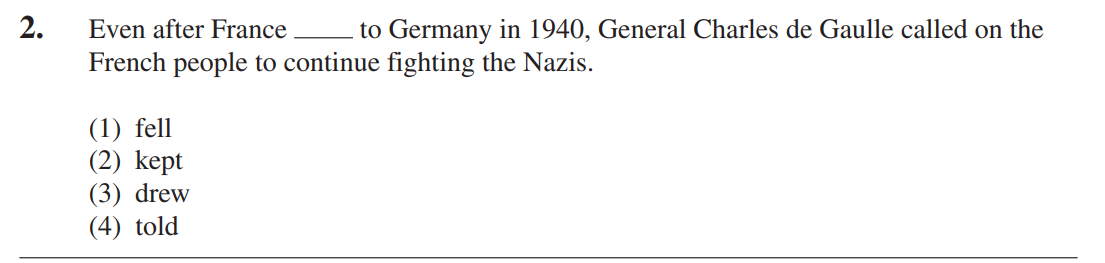 2. Even after France _____ to Germany in 1940, General Charles de Gaulle called on the
French people to continue fighting the Nazis.
(1) fell
(2) kept
(3) drew
(4) told